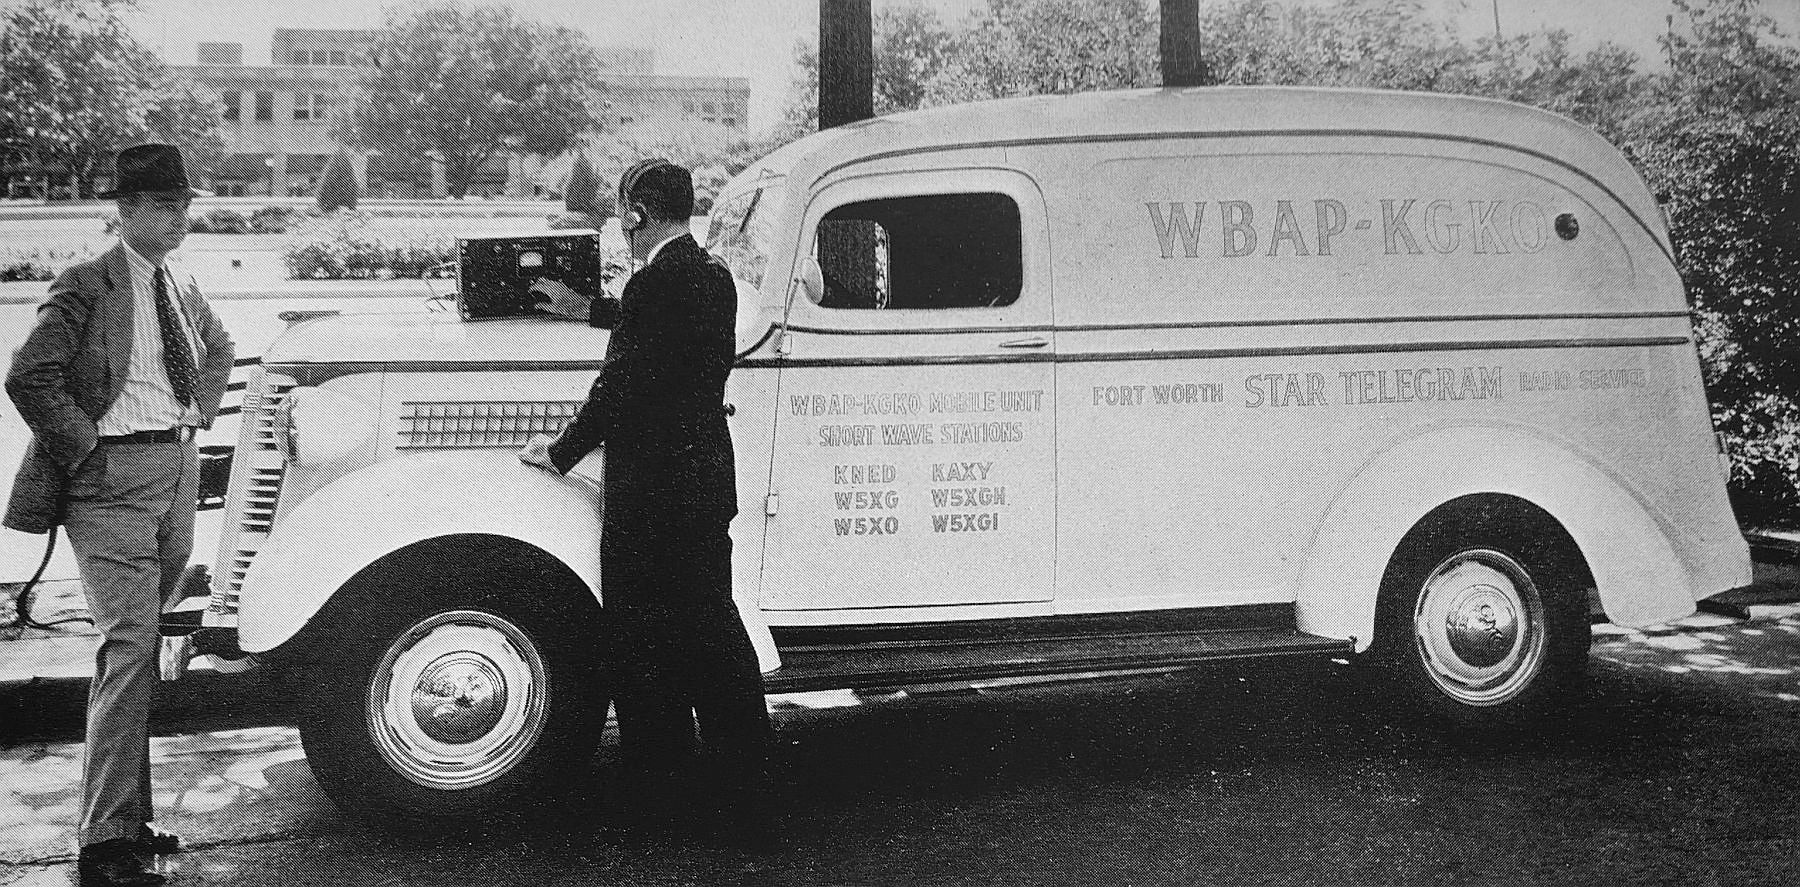 WBAP-KGKO
FORT WORTH STAR TELEGRAM RADIO SERVICE
WBAP-KGKO MOBILE UNIT
SHORT WAVE STATIONS
KNED KAXY
W5XG W5XGH
W5XO W5XGI